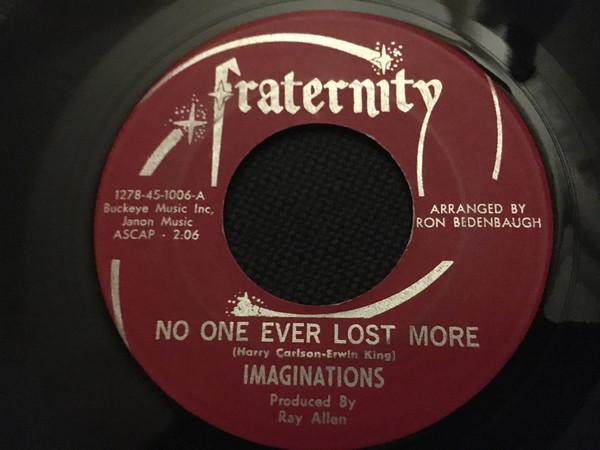 fraternity
1278-45-1006-A
Buckeye Music Inc,
Janon Music
ASCAP - 2:06
ARRANGED BY
RON BEDENBAUGH
NO ONE EVER LOST MORE
(Harry Carlson-Erwin King)
IMAGINATIONS
Produced By
Ray Allen